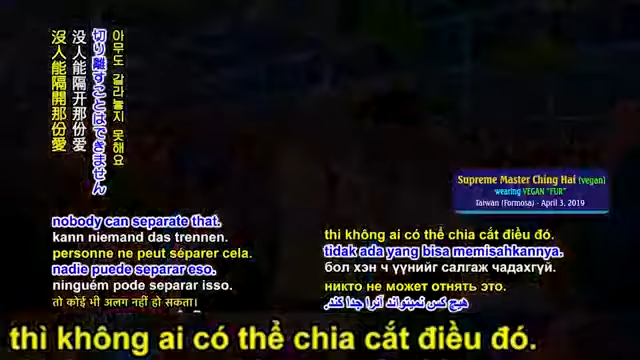 아무도 갈라놓지 못해요
切り離すことはできません
没人能隔开那份爱
沒人能隔開那份愛
Supreme Master Ching Hai (vegan)
wearing VEGAN "FUR"
Taiwan (Formosa) - April 3, 2019
nobody can separate that.
kann niemand das trennen.
personne ne peut séparer cela.
nadie puede separar eso.
ninguém pode separar isso.
तो कोई भी अलग नहीं हो सकता।
thì không ai có thể chia cắt điều đó.
tidak ada yang bisa memisahkannya.
бол хэн ч үүнийг салгаж чадахгүй.
никто не может отнять это.
هیچ کس نمیتواند آنرا جدا کند.
thì không ai có thể chia cắt điều đó.